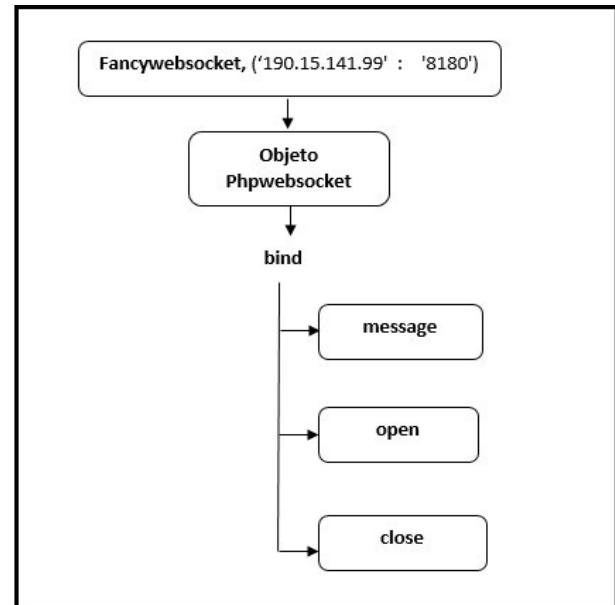 Fancywebsocket, (‘190.15.141.99' : '8180')
Objeto
Phpwebsocket
bind
message
open
close